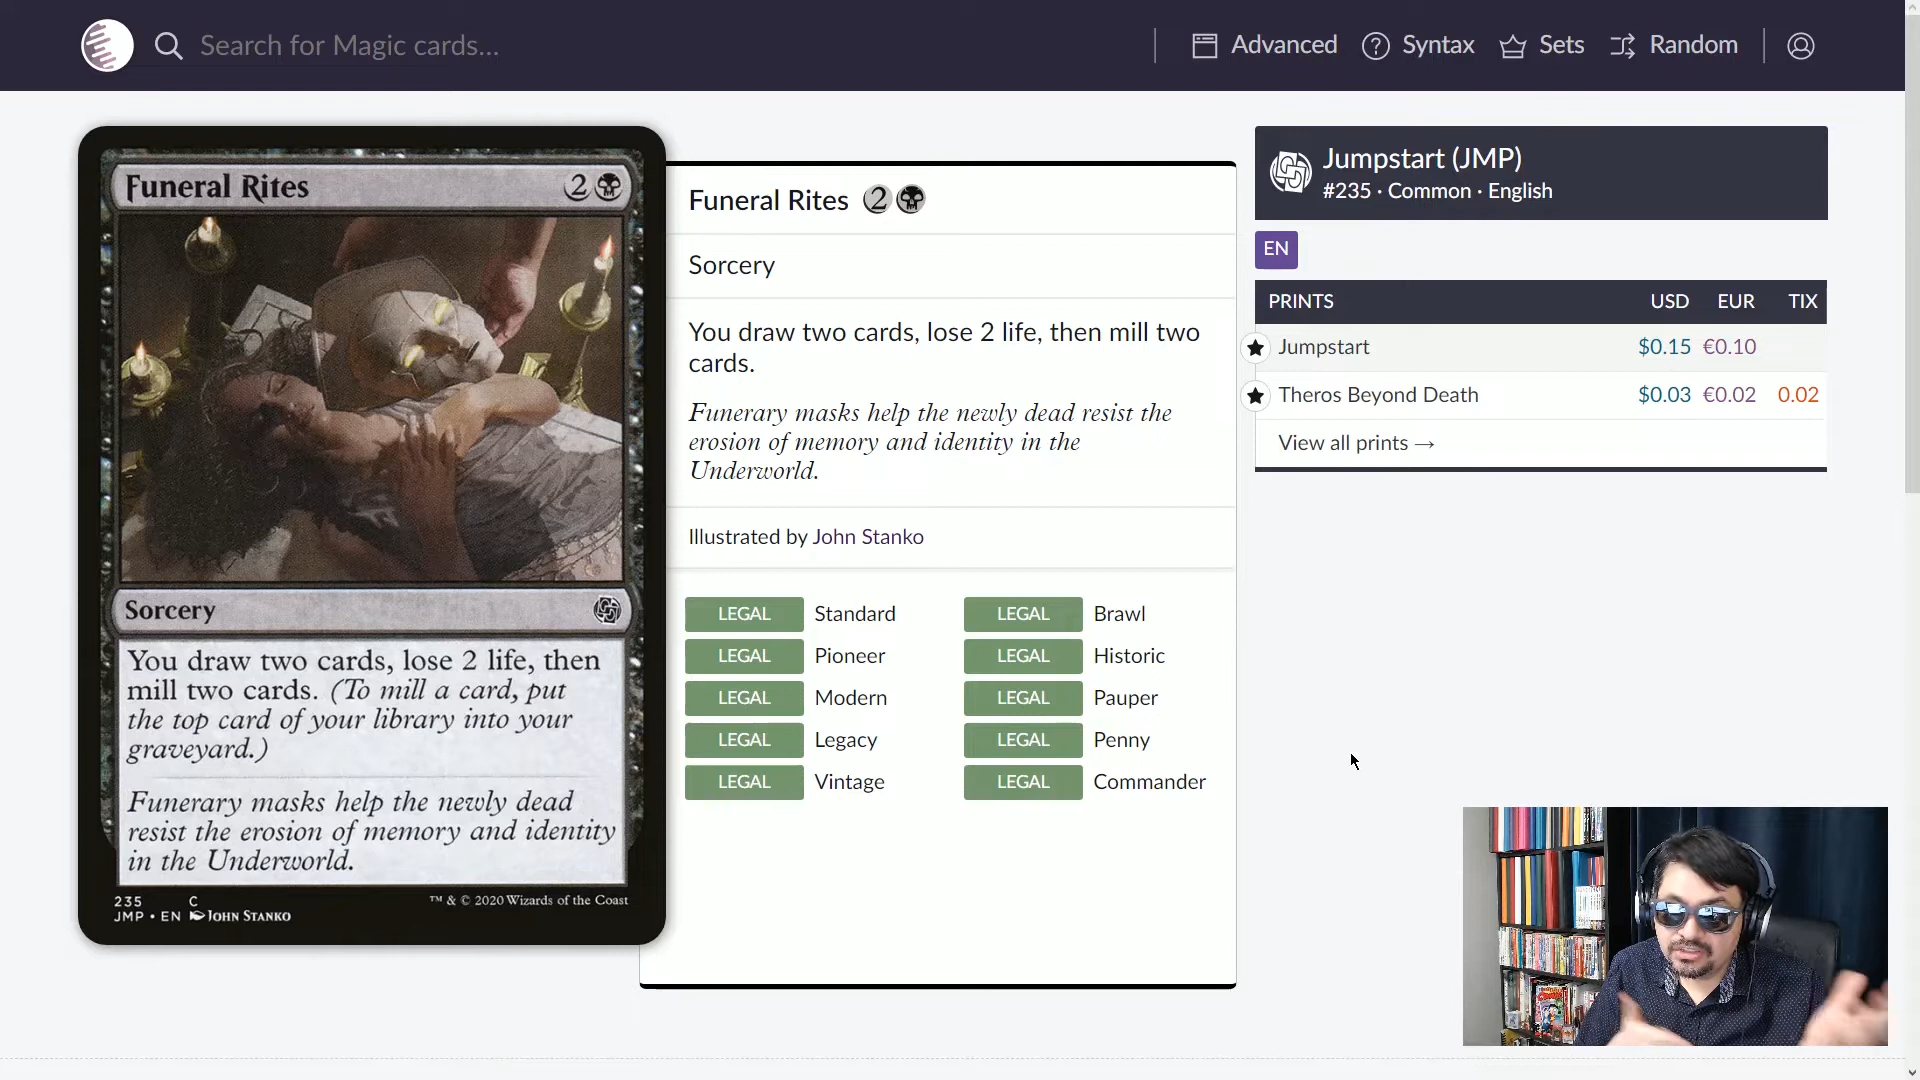 Search for Magic cards...
Advanced
Syntax
Sets
Random
Funeral Rites 2
Sorcery
You draw two cards, lose 2 life, then
mill two cards. (To mill a card, put
the top card of your library into your
graveyard.)
Funerary masks help the newly dead
resist the erosion of memory and identity
in the Underworld.
235 C
JMP • EN JOHN STANKO
™ & © 2020 Wizards of the Coast
Funeral Rites 2
Sorcery
You draw two cards, lose 2 life, then mill two
cards.
Funerary masks help the newly dead resist the
erosion of memory and identity in the
Underworld.
Illustrated by John Stanko
LEGAL Standard LEGAL Brawl
LEGAL Pioneer LEGAL Historic
LEGAL Modern LEGAL Pauper
LEGAL Legacy LEGAL Penny
LEGAL Vintage LEGAL Commander
Jumpstart (JMP)
#235 · Common · English
EN
PRINTS USD EUR TIX
Jumpstart $0.15 €0.10
Theros Beyond Death $0.03 €0.02 0.02
View all prints →